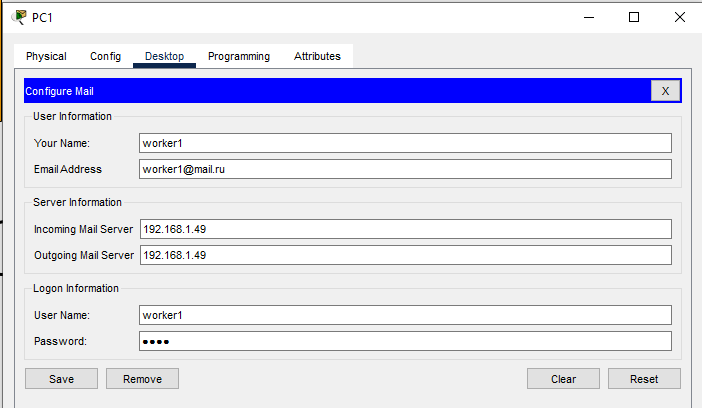 PC1
Physical Config Desktop Programming Attributes
Configure Mail X
User Information
Your Name: worker1
Email Address worker1@mail.ru
Server Information
Incoming Mail Server 192.168.1.49
Outgoing Mail Server 192.168.1.49
Logon Information
User Name: worker1
Password: ●●●●
Save Remove Clear Reset